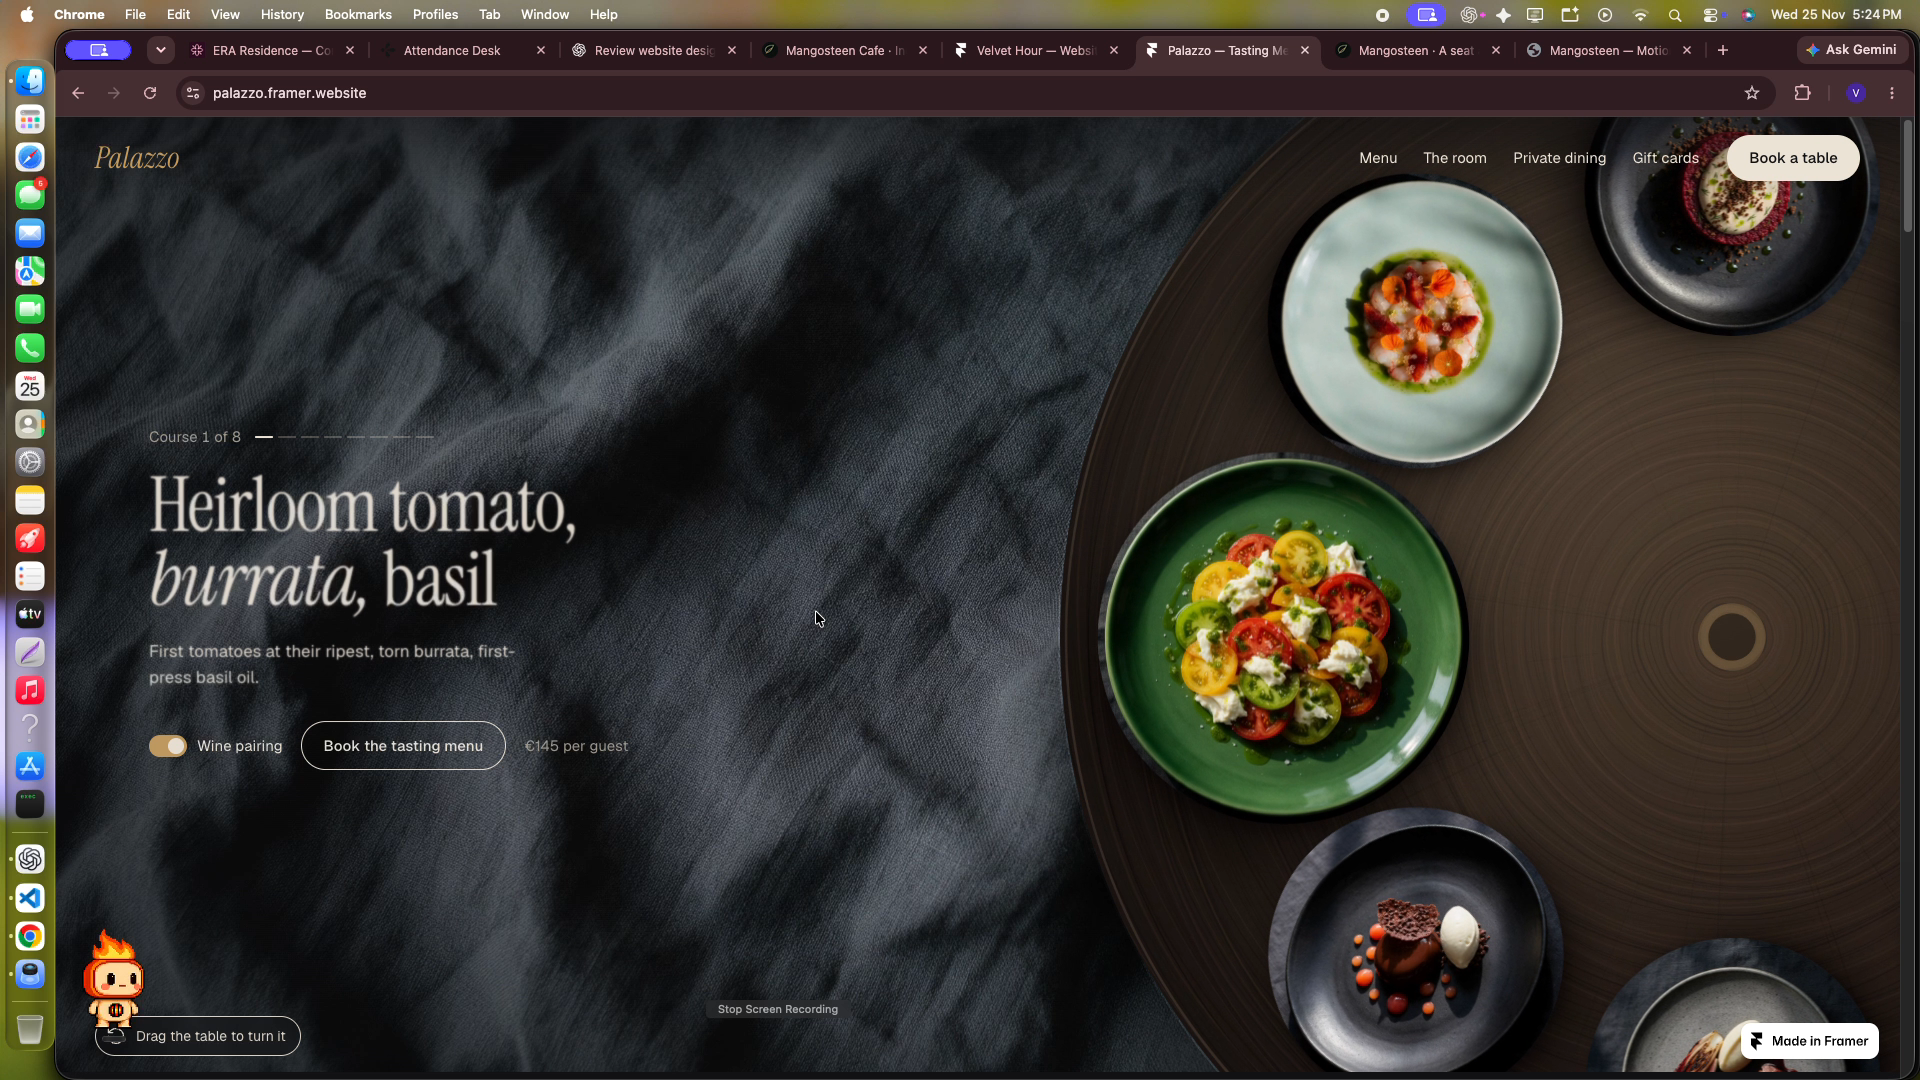 Chrome File Edit View History Bookmarks Profiles Tab Window Help
Wed 25 Nov 5:24 PM
ERA Residence — Co
Attendance Desk
Review website desig
Mangosteen Cafe · In
Velvet Hour — Websi
Palazzo — Tasting Me
Mangosteen · A seat
Mangosteen — Motio
Ask Gemini
palazzo.framer.website
V
6
Wed
25
tv
Palazzo
Menu The room Private dining Gift cards Book a table
Course 1 of 8
Heirloom tomato,
burrata, basil
First tomatoes at their ripest, torn burrata, first-
press basil oil.
Wine pairing Book the tasting menu €145 per guest
Stop Screen Recording
Drag the table to turn it
Made in Framer